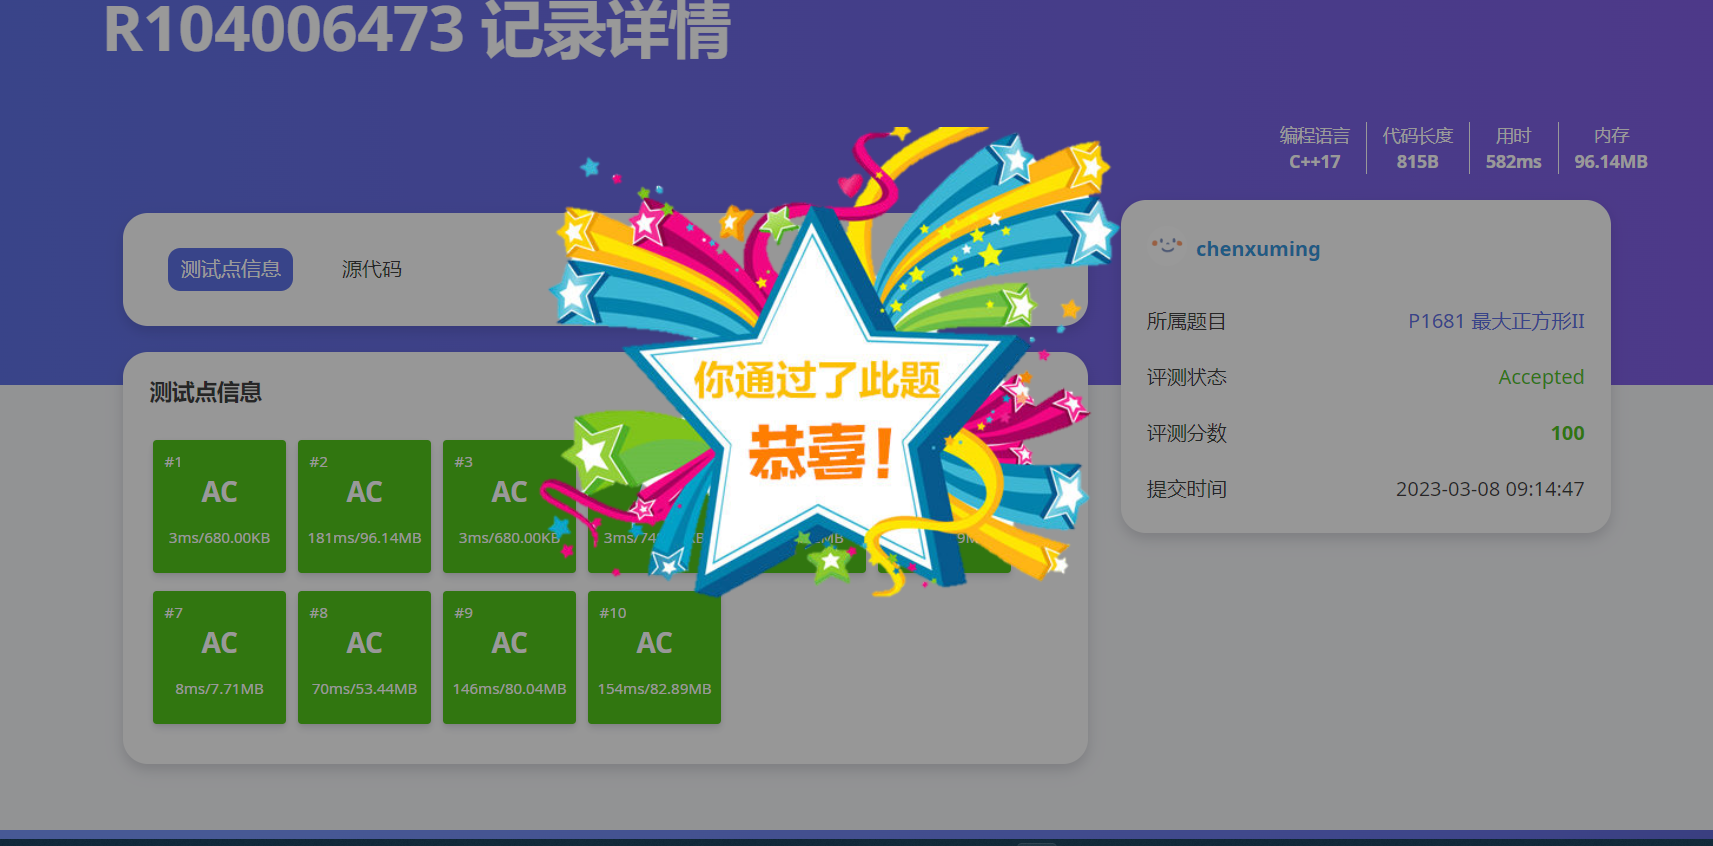 R104006473 记录详情
编程语言 代码长度 用时 内存
C++17 815B 582ms 96.14MB
测试点信息 源代码
chenxuming
所属题目 P1681 最大正方形II
评测状态 Accepted
评测分数 100
提交时间 2023-03-08 09:14:47
测试点信息
你通过了此题
恭喜!
#1 #2 #3
AC AC AC
3ms/680.00KB 181ms/96.14MB 3ms/680.00KB
#7 #8 #9 #10
AC AC AC AC
8ms/7.71MB 70ms/53.44MB 146ms/80.04MB 154ms/82.89MB